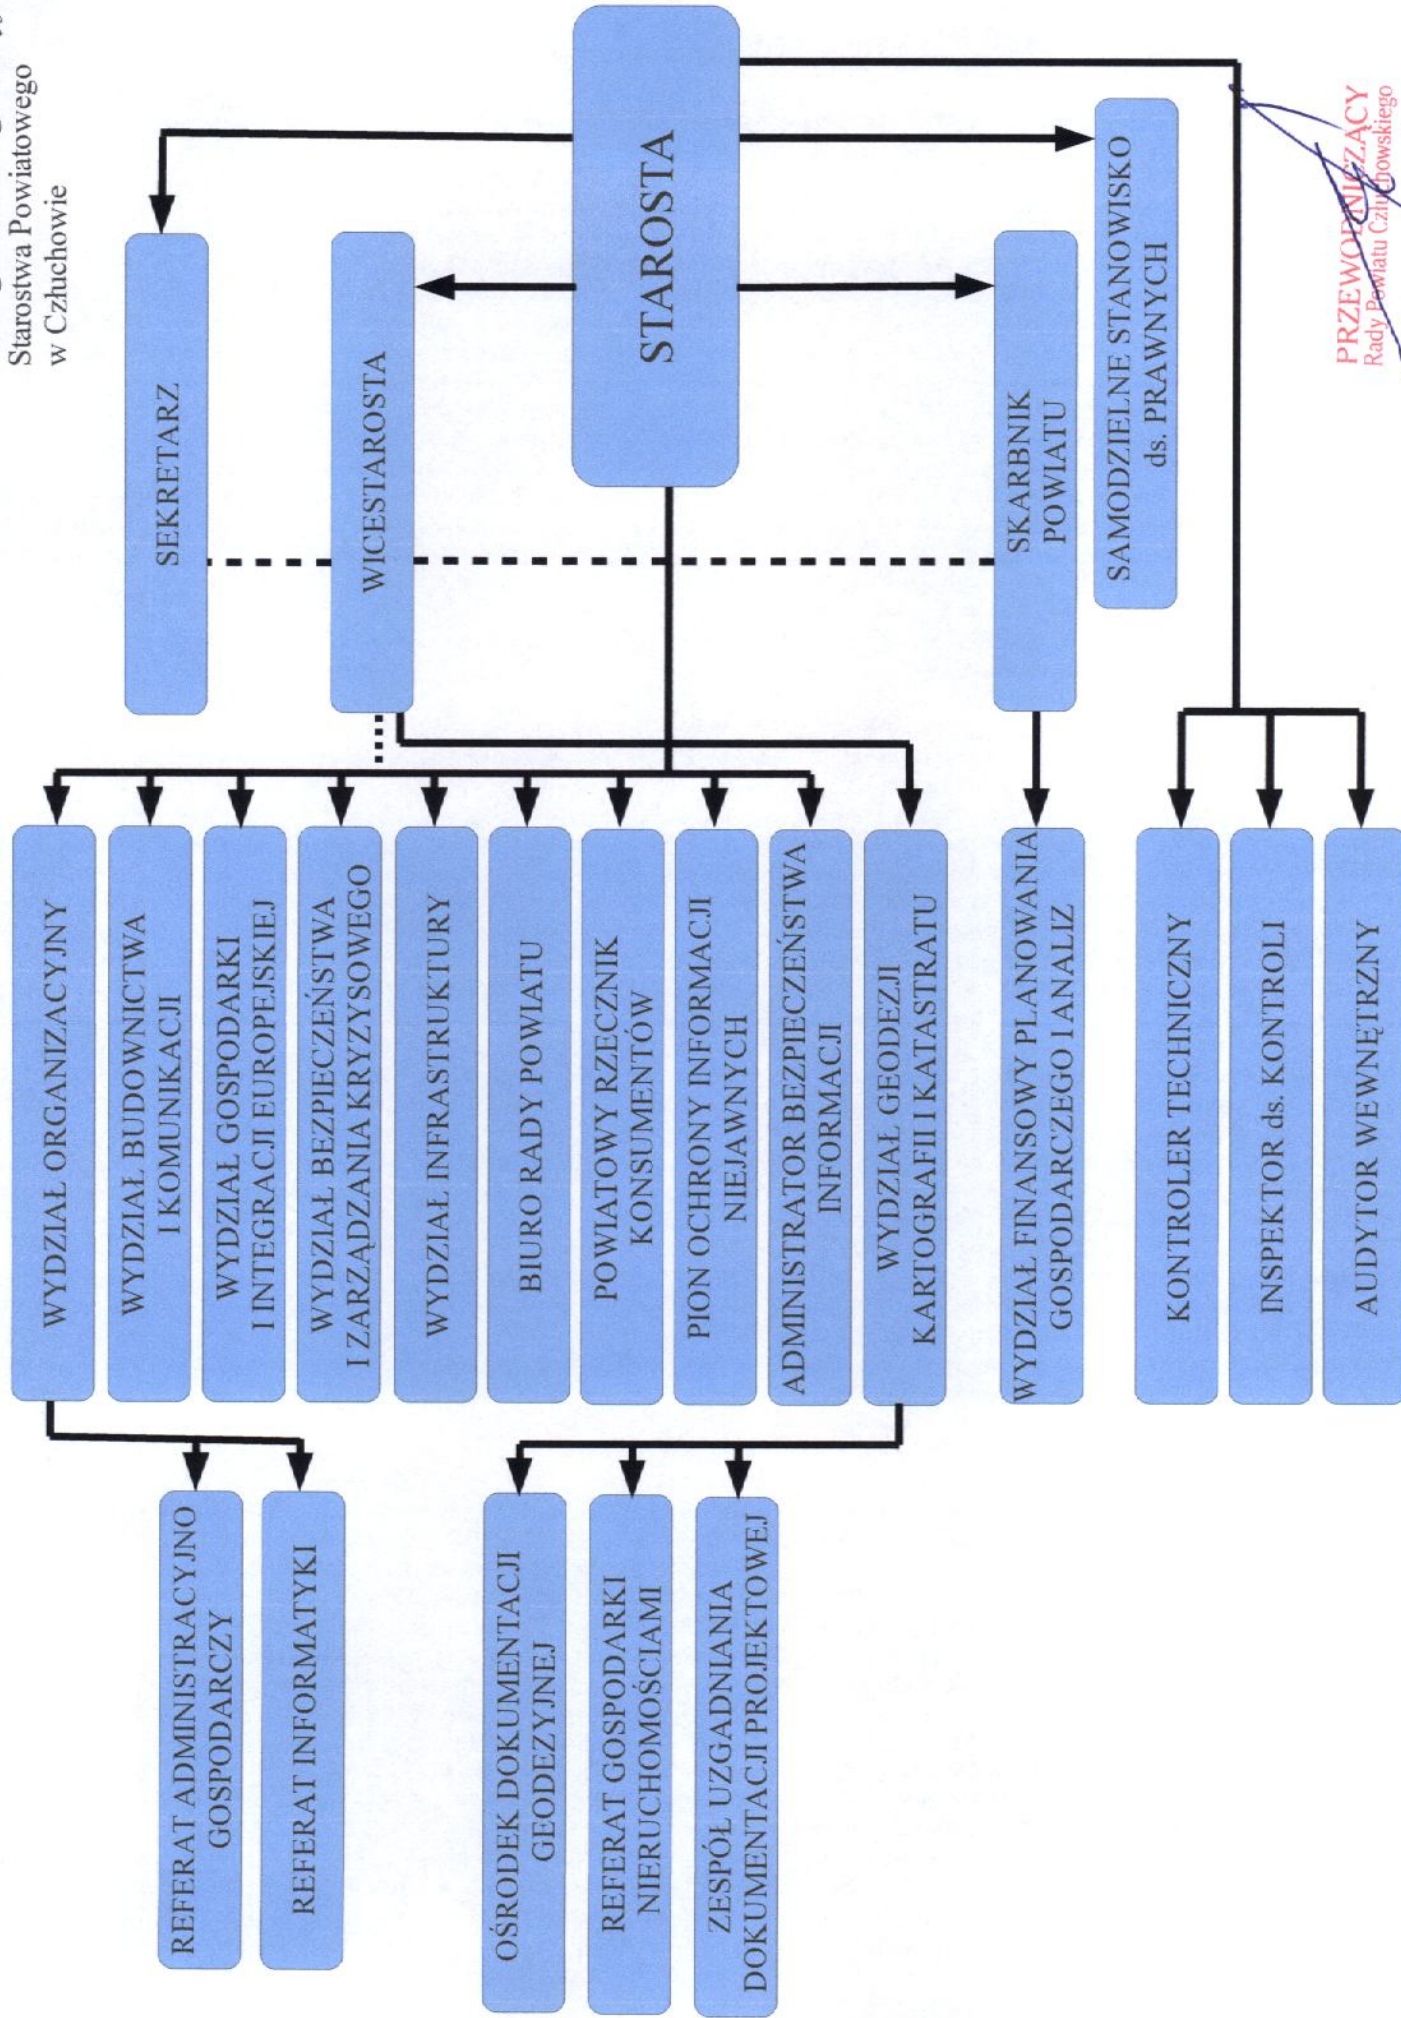 Starostwa Powiatowego
w Człuchowie
STAROSTA
SEKRETARZ
WICESTAROSTA
SKARBNIK
POWIATU
SAMODZIELNE STANOWISKO
ds. PRAWNYCH
WYDZIAŁ ORGANIZACYJNY
WYDZIAŁ BUDOWNICTWA
I KOMUNIKACJI
WYDZIAŁ GOSPODARKI
I INTEGRACJI EUROPEJSKIEJ
WYDZIAŁ BEZPIECZEŃSTWA
I ZARZĄDZANIA KRYZYSOWEGO
WYDZIAŁ INFRASTRUKTURY
BIURO RADY POWIATU
POWIATOWY RZECZNIK
KONSUMENTÓW
PION OCHRONY INFORMACJI
NIEJAWNYCH
ADMINISTRATOR BEZPIECZEŃSTWA
INFORMACJI
WYDZIAŁ GEODEZJI
KARTOGRAFII I KATASTRATU
WYDZIAŁ FINANSOWY PLANOWANIA
GOSPODARCZEGO I ANALIZ
KONTROLER TECHNICZNY
INSPEKTOR ds. KONTROLI
AUDYTOR WEWNĘTRZNY
REFERAT ADMINISTRACYJNO
GOSPODARCZY
REFERAT INFORMATYKI
OŚRODEK DOKUMENTACJI
GEODEZYJNEJ
REFERAT GOSPODARKI
NIERUCHOMOŚCIAMI
ZESPÓŁ UZGADNIANIA
DOKUMENTACJI PROJEKTOWEJ
PRZEWODNICZĄCY
Rady Powiatu Człuchowskiego